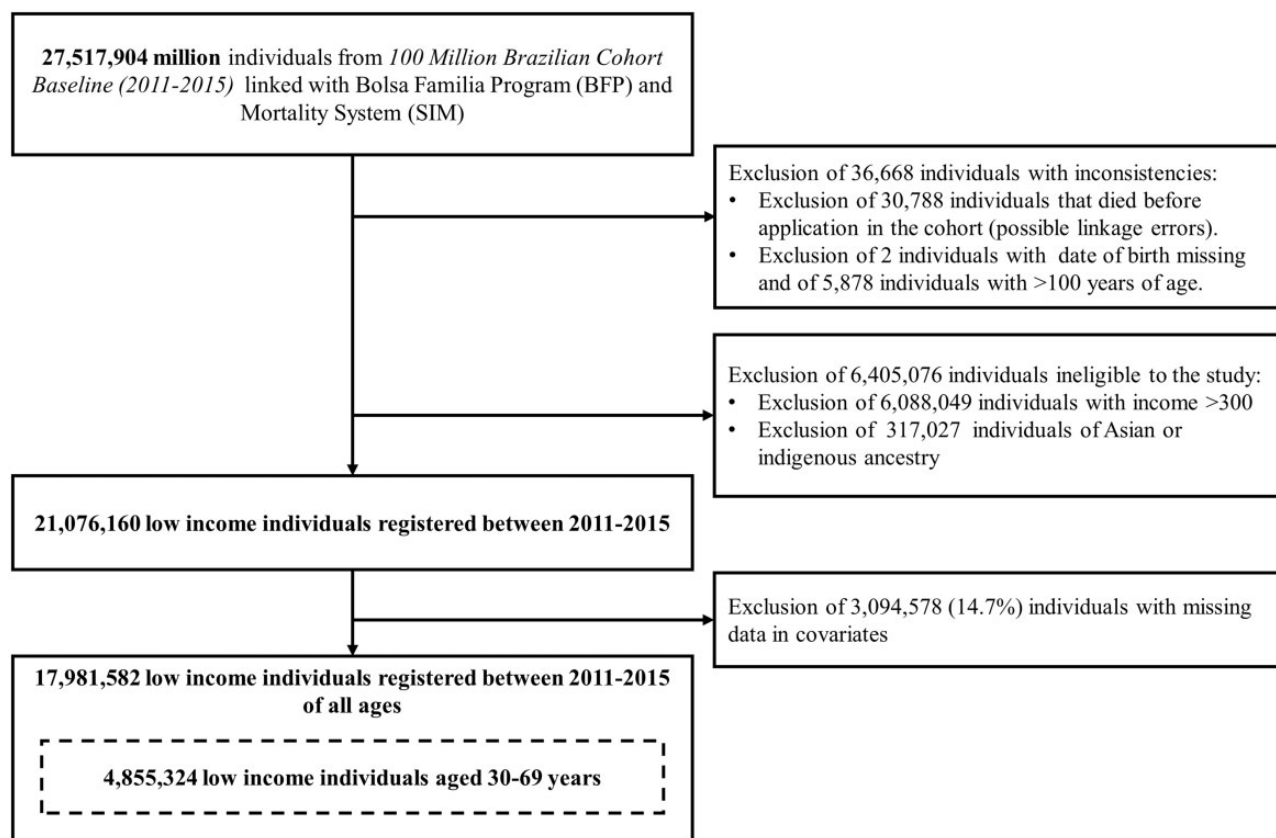 27,517,904 million individuals from 100 Million Brazilian Cohort
Baseline (2011-2015) linked with Bolsa Familia Program (BFP) and
Mortality System (SIM)
Exclusion of 36,668 individuals with inconsistencies:
• Exclusion of 30,788 individuals that died before
application in the cohort (possible linkage errors).
• Exclusion of 2 individuals with date of birth missing
and of 5,878 individuals with >100 years of age.
Exclusion of 6,405,076 individuals ineligible to the study:
• Exclusion of 6,088,049 individuals with income >300
• Exclusion of 317,027 individuals of Asian or
indigenous ancestry
21,076,160 low income individuals registered between 2011-2015
Exclusion of 3,094,578 (14.7%) individuals with missing
data in covariates
17,981,582 low income individuals registered between 2011-2015
of all ages
4,855,324 low income individuals aged 30-69 years